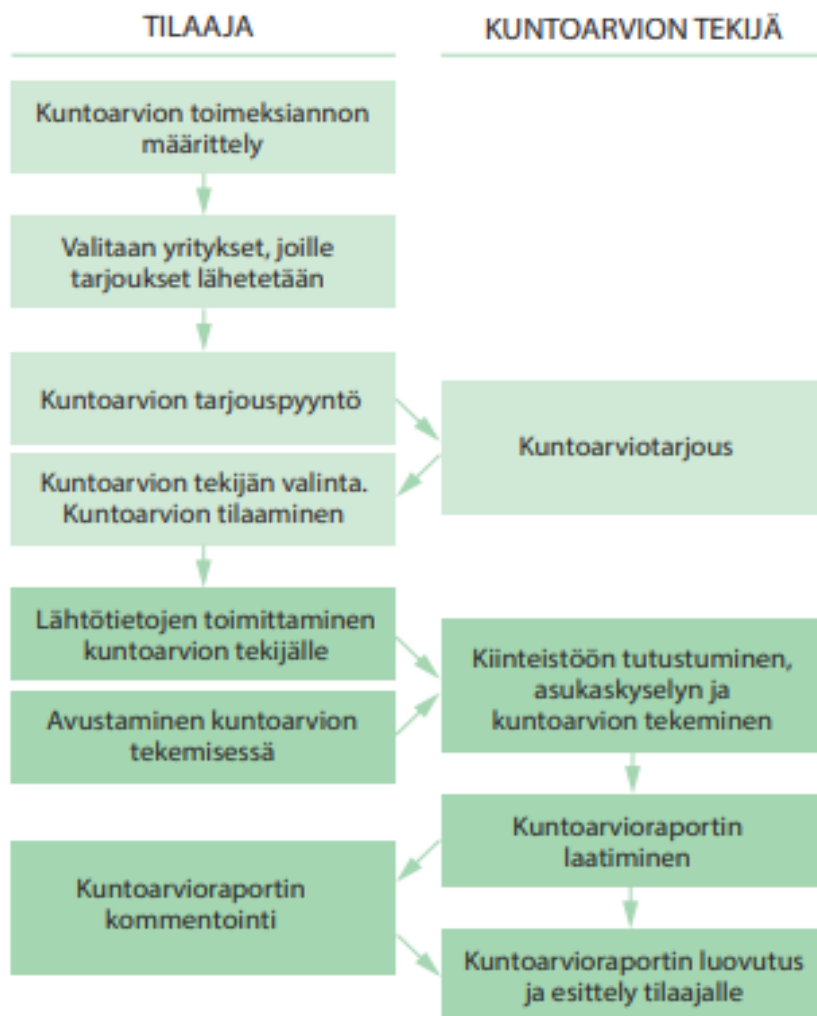 TILAAJA
KUNTOARVION TEKIJÄ
Kuntoarvion toimeksiannon
määrittely
Valitaan yritykset, joille
tarjoukset lähetetään
Kuntoarvion tarjouspyyntö
Kuntoarviotarjous
Kuntoarvion tekijän valinta.
Kuntoarvion tilaaminen
Lähtötietojen toimittaminen
kuntoarvion tekijälle
Kiinteistöön tutustuminen,
asukaskyselyn ja
kuntoarvion tekeminen
Avustaminen kuntoarvion
tekemisessä
Kuntoarvioraportin
laatiminen
Kuntoarvioraportin
kommentointi
Kuntoarvioraportin luovutus
ja esittely tilaajalle